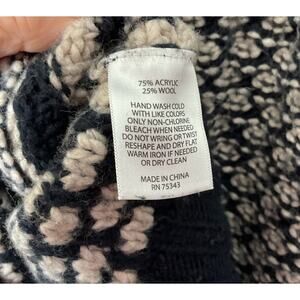 75% ACRYLIC
25% WOOL
HAND WASH COLD
WITH LIKE COLORS
ONLY NON-CHLORINE
BLEACH WHEN NEEDED
DO NOT WRING OR TWIST
RESHAPE AND DRY FLAT
WARM IRON IF NEEDED
OR DRY CLEAN
MADE IN CHINA
RN 75343